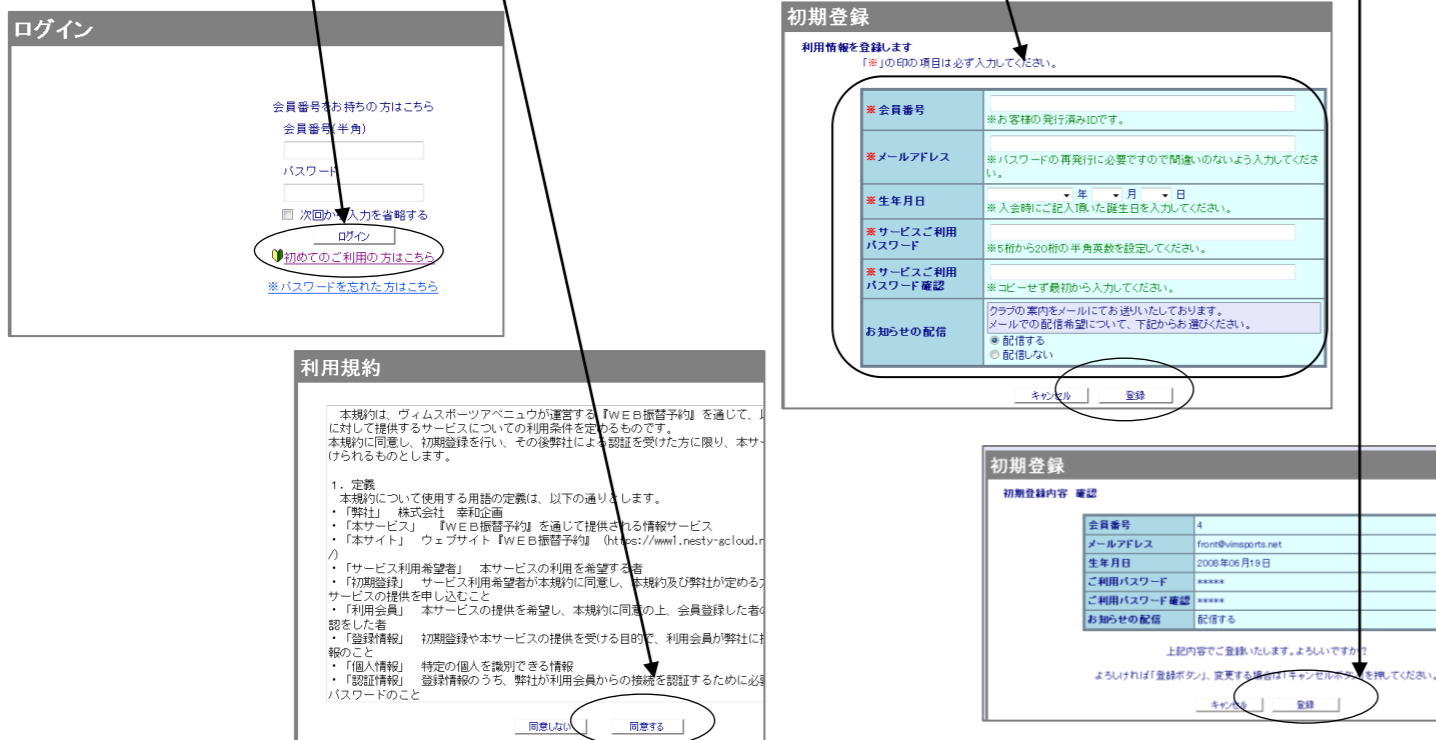 ログイン
会員番号をお持ちの方はこちら
会員番号(半角)
パスワード
次回から入力を省略する
ログイン
初めてのご利用の方はこちら
※パスワードを忘れた方はこちら
利用規約
本規約は、ヴィムスポーツアベニュウが運営する『WEB振替予約』を通じて、
に対して提供するサービスについての利用条件を定めるものです。
本規約に同意し、初期登録を行い、その後弊社による認証を受けた方に限り、本サー
けられるものとします。
1.定義
本規約について使用する用語の定義は、以下の通りとします。
・「弊社」 株式会社 幸和企画
・「本サービス」 『WEB振替予約』を通じて提供される情報サービス
・「本サイト」 ウェブサイト『WEB振替予約』 (https://www1.nesty-gcloud.n
/)
・「サービス利用希望者」 本サービスの利用を希望する者
・「初期登録」 サービス利用希望者が本規約に同意し、本規約及び弊社が定める
サービスの提供を申し込むこと
・「利用会員」 本サービスの提供を希望し、本規約に同意の上、会員登録した者の
認をした者
・「登録情報」 初期登録や本サービスの提供を受ける目的で、利用会員が弊社に
報のこと
・「個人情報」 特定の個人を識別できる情報
・「認証情報」 登録情報のうち、弊社が利用会員からの接続を認証するために必
パスワードのこと
同意しない 同意する
初期登録
利用情報を登録します
「※」の印の項目は必ず入力してください。
※会員番号
※お客様の発行済みIDです。
※メールアドレス
※パスワードの再発行に必要ですので間違いのないよう入力してくださ
い。
※生年月日
年 月 日
※入会時にご記入頂いた誕生日を入力してください。
※サービスご利用
パスワード
※5桁から20桁の半角英数を設定してください。
※サービスご利用
パスワード確認
※コピーせず最初から入力してください。
お知らせの配信
クラブの案内をメールにてお送りいたしております。
メールでの配信希望について、下記からお選びください。
配信する
配信しない
キャンセル 登録
初期登録
初期登録内容 確認
会員番号 4
メールアドレス front@vimsports.net
生年月日 2008年06月19日
ご利用パスワード *****
ご利用パスワード確認 *****
お知らせの配信 配信する
上記内容でご登録いたします。よろしいですか?
よろしければ「登録ボタン」、変更する場合は「キャンセルボタン」を押してください。
キャンセル 登録